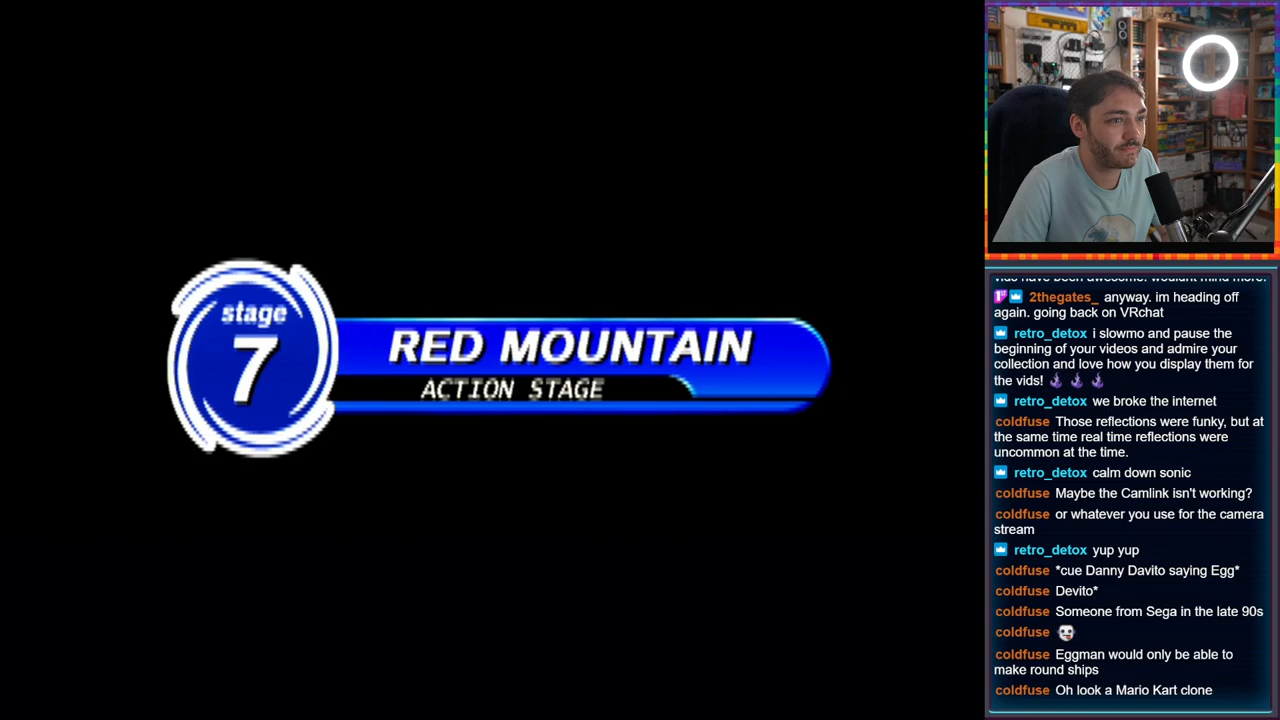 stage
7
RED MOUNTAIN
ACTION STAGE
2thegates_ anyway. im heading off
again. going back on VRchat
retro_detox i slowmo and pause the
beginning of your videos and admire your
collection and love how you display them for
the vids!
retro_detox we broke the internet
coldfuse Those reflections were funky, but at
the same time real time reflections were
uncommon at the time.
retro_detox calm down sonic
coldfuse Maybe the Camlink isn't working?
coldfuse or whatever you use for the camera
stream
retro_detox yup yup
coldfuse *cue Danny Davito saying Egg*
coldfuse Devito*
coldfuse Someone from Sega in the late 90s
coldfuse
coldfuse Eggman would only be able to
make round ships
coldfuse Oh look a Mario Kart clone